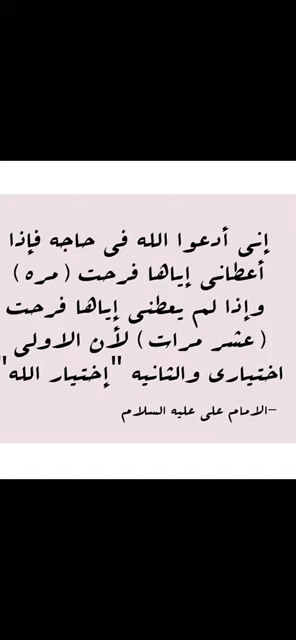 إنى أدعوا الله فى حاجه فإذا
أعطانى إياها فرحت (مره)
وإذا لم يعطنى إياها فرحت
(عشر مرات) لأن الاولى
اختيارى والثانيه "إختيار الله"
-الامام على عليه السلام